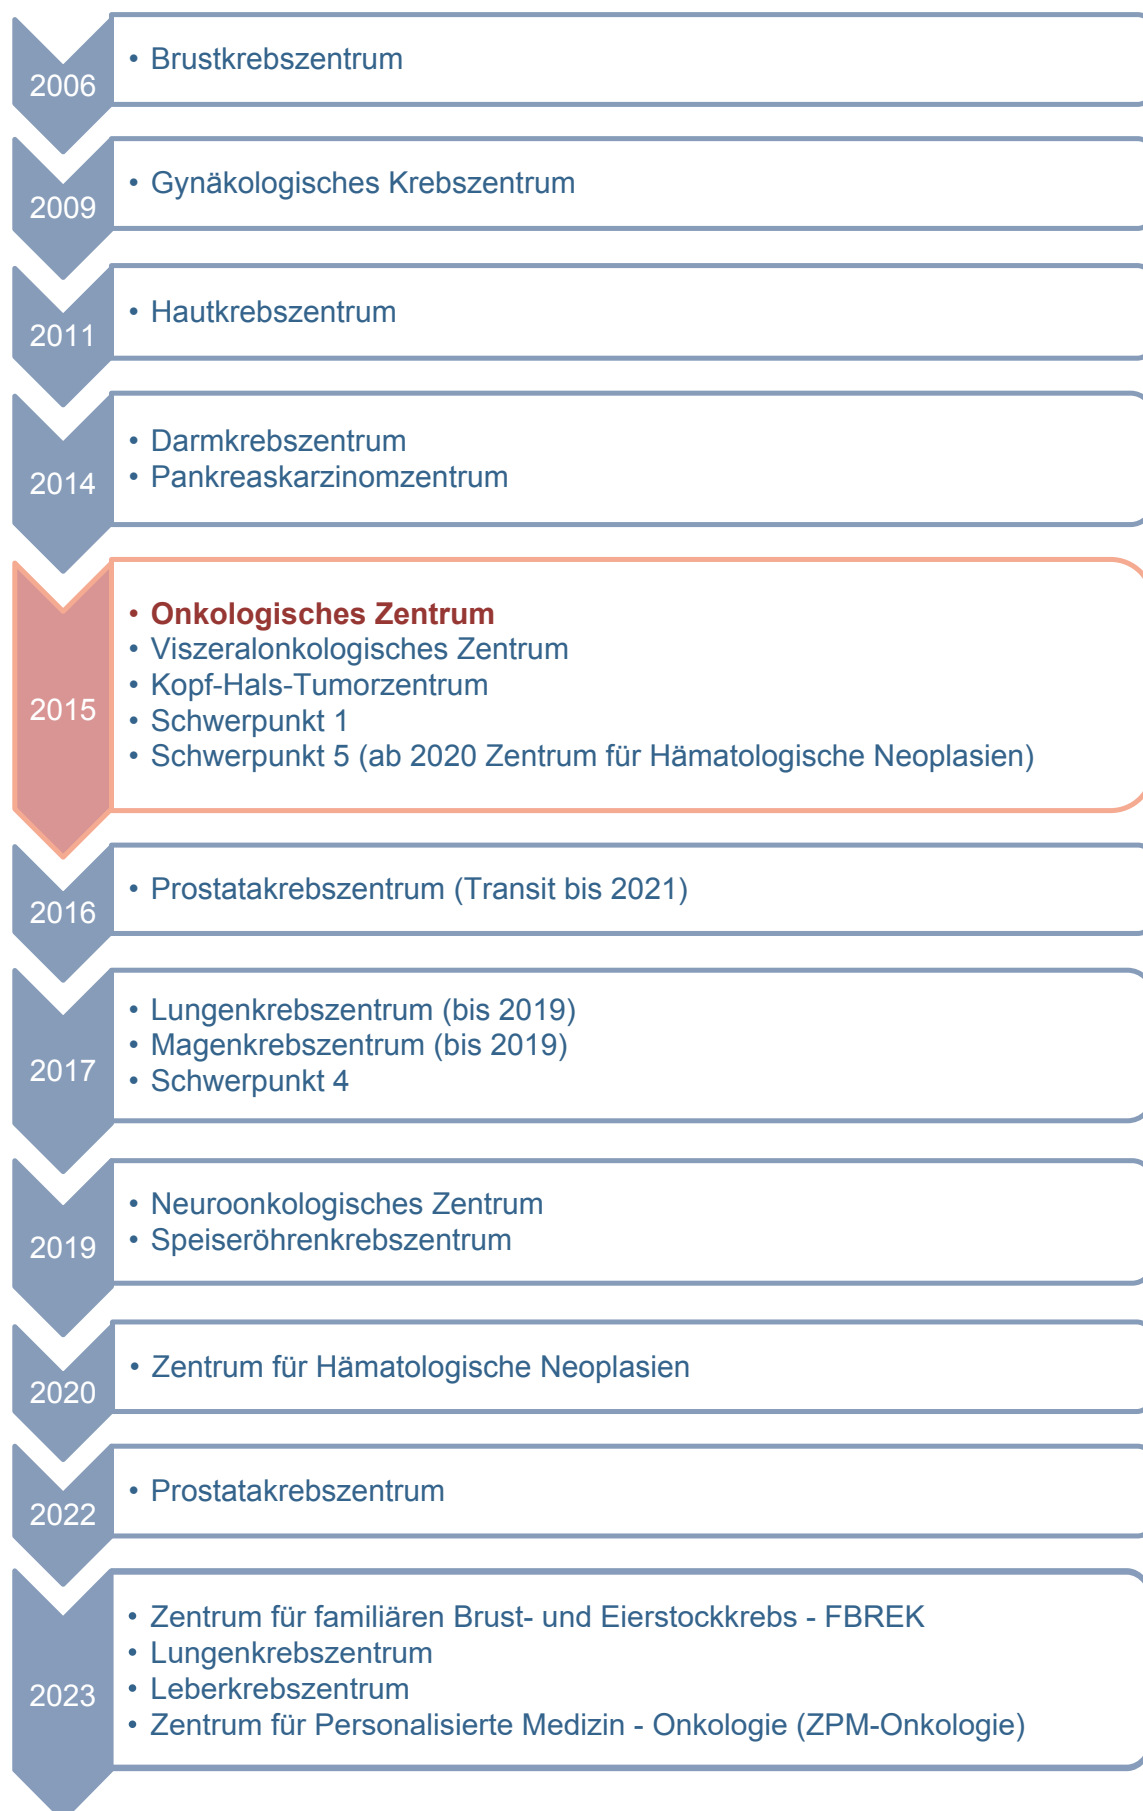 2006
• Brustkrebszentrum
2009
• Gynäkologisches Krebszentrum
2011
• Hautkrebszentrum
2014
• Darmkrebszentrum
• Pankreaskarzinomzentrum
2015
• Onkologisches Zentrum
• Viszeralonkologisches Zentrum
• Kopf-Hals-Tumorzentrum
• Schwerpunkt 1
• Schwerpunkt 5 (ab 2020 Zentrum für Hämatologische Neoplasien)
2016
• Prostatakrebszentrum (Transit bis 2021)
2017
• Lungenkrebszentrum (bis 2019)
• Magenkrebszentrum (bis 2019)
• Schwerpunkt 4
2019
• Neuroonkologisches Zentrum
• Speiseröhrenkrebszentrum
2020
• Zentrum für Hämatologische Neoplasien
2022
• Prostatakrebszentrum
2023
• Zentrum für familiären Brust- und Eierstockkrebs - FBREK
• Lungenkrebszentrum
• Leberkrebszentrum
• Zentrum für Personalisierte Medizin - Onkologie (ZPM-Onkologie)